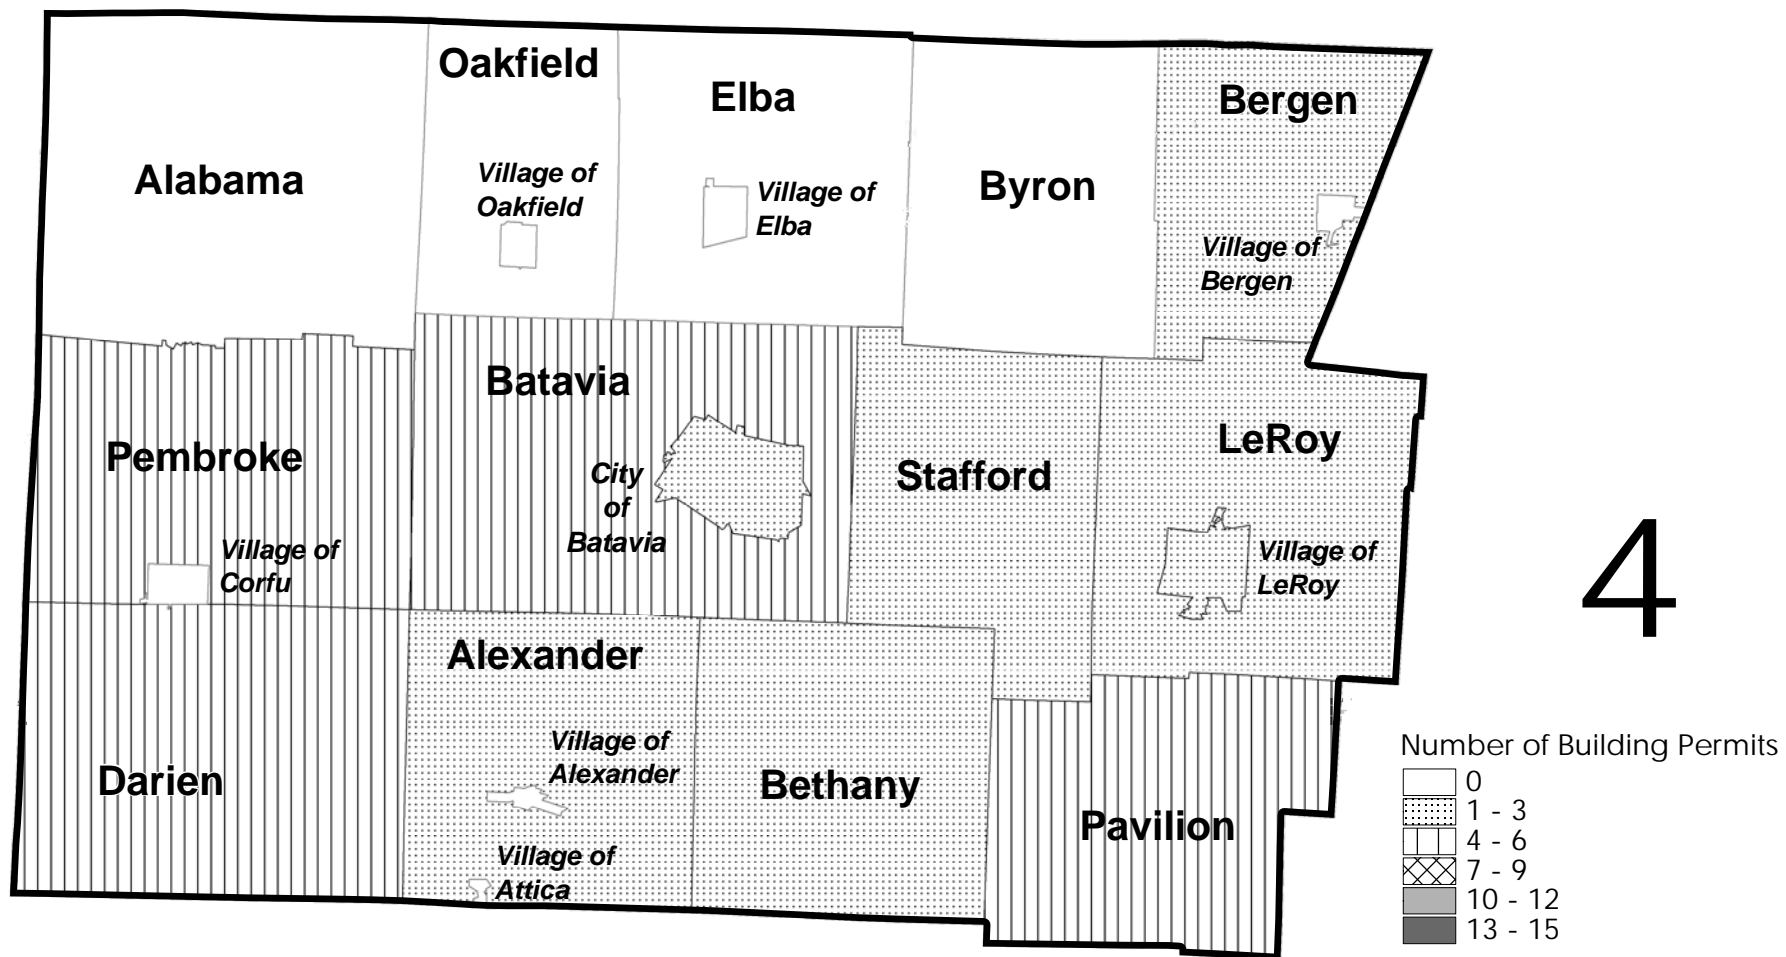 Oakfield
Elba
Bergen
Alabama
Village of
Oakfield
Village of
Elba
Byron
Village of
Bergen
Batavia
Pembroke
City
of
Batavia
Stafford
LeRoy
Village of
Corfu
Village of
LeRoy
4
Alexander
Village of
Alexander
Darien
Bethany
Village of
Attica
Pavilion
Number of Building Permits
0
1 - 3
4 - 6
7 - 9
10 - 12
13 - 15